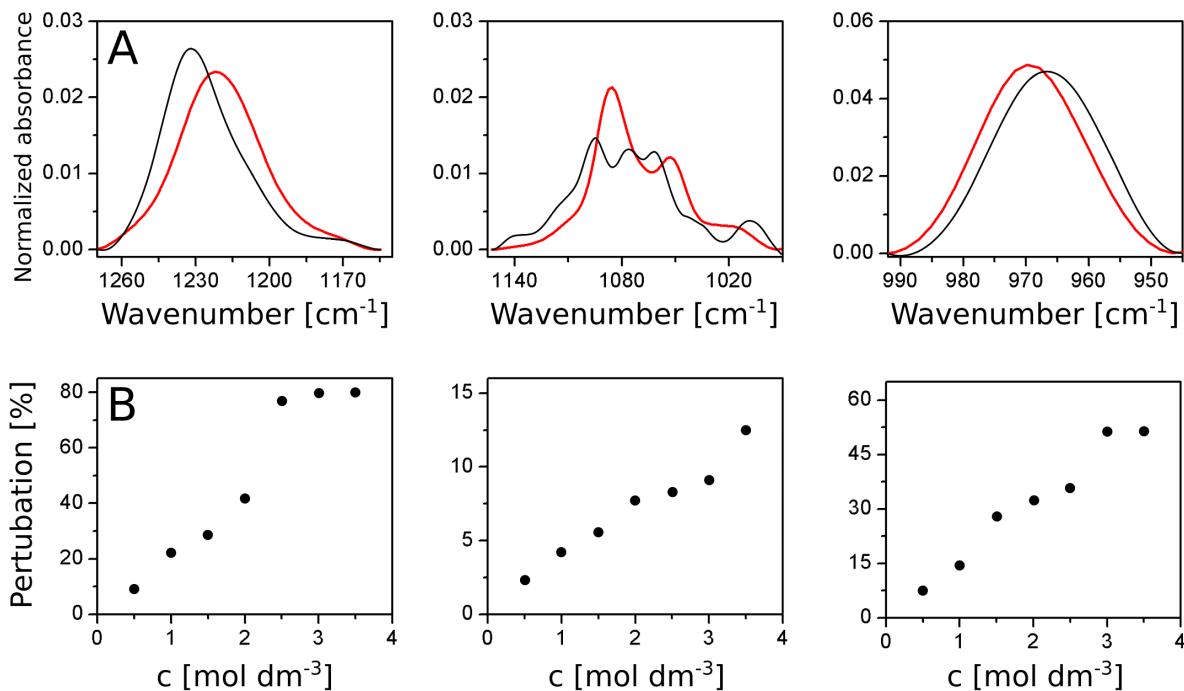 A
Normalized absorbance
0.03
0.02
0.01
0.00
1260 1230 1200 1170
Wavenumber [cm-1]
0.03
0.02
0.01
0.00
1140 1080 1020
Wavenumber [cm-1]
0.06
0.04
0.02
0.00
990 980 970 960 950
Wavenumber [cm-1]
B
Pertubation [%]
80
60
40
20
0
0 1 2 3 4
c [mol dm-3]
15
10
5
0
0 1 2 3 4
c [mol dm-3]
60
45
30
15
0
0 1 2 3 4
c [mol dm-3]